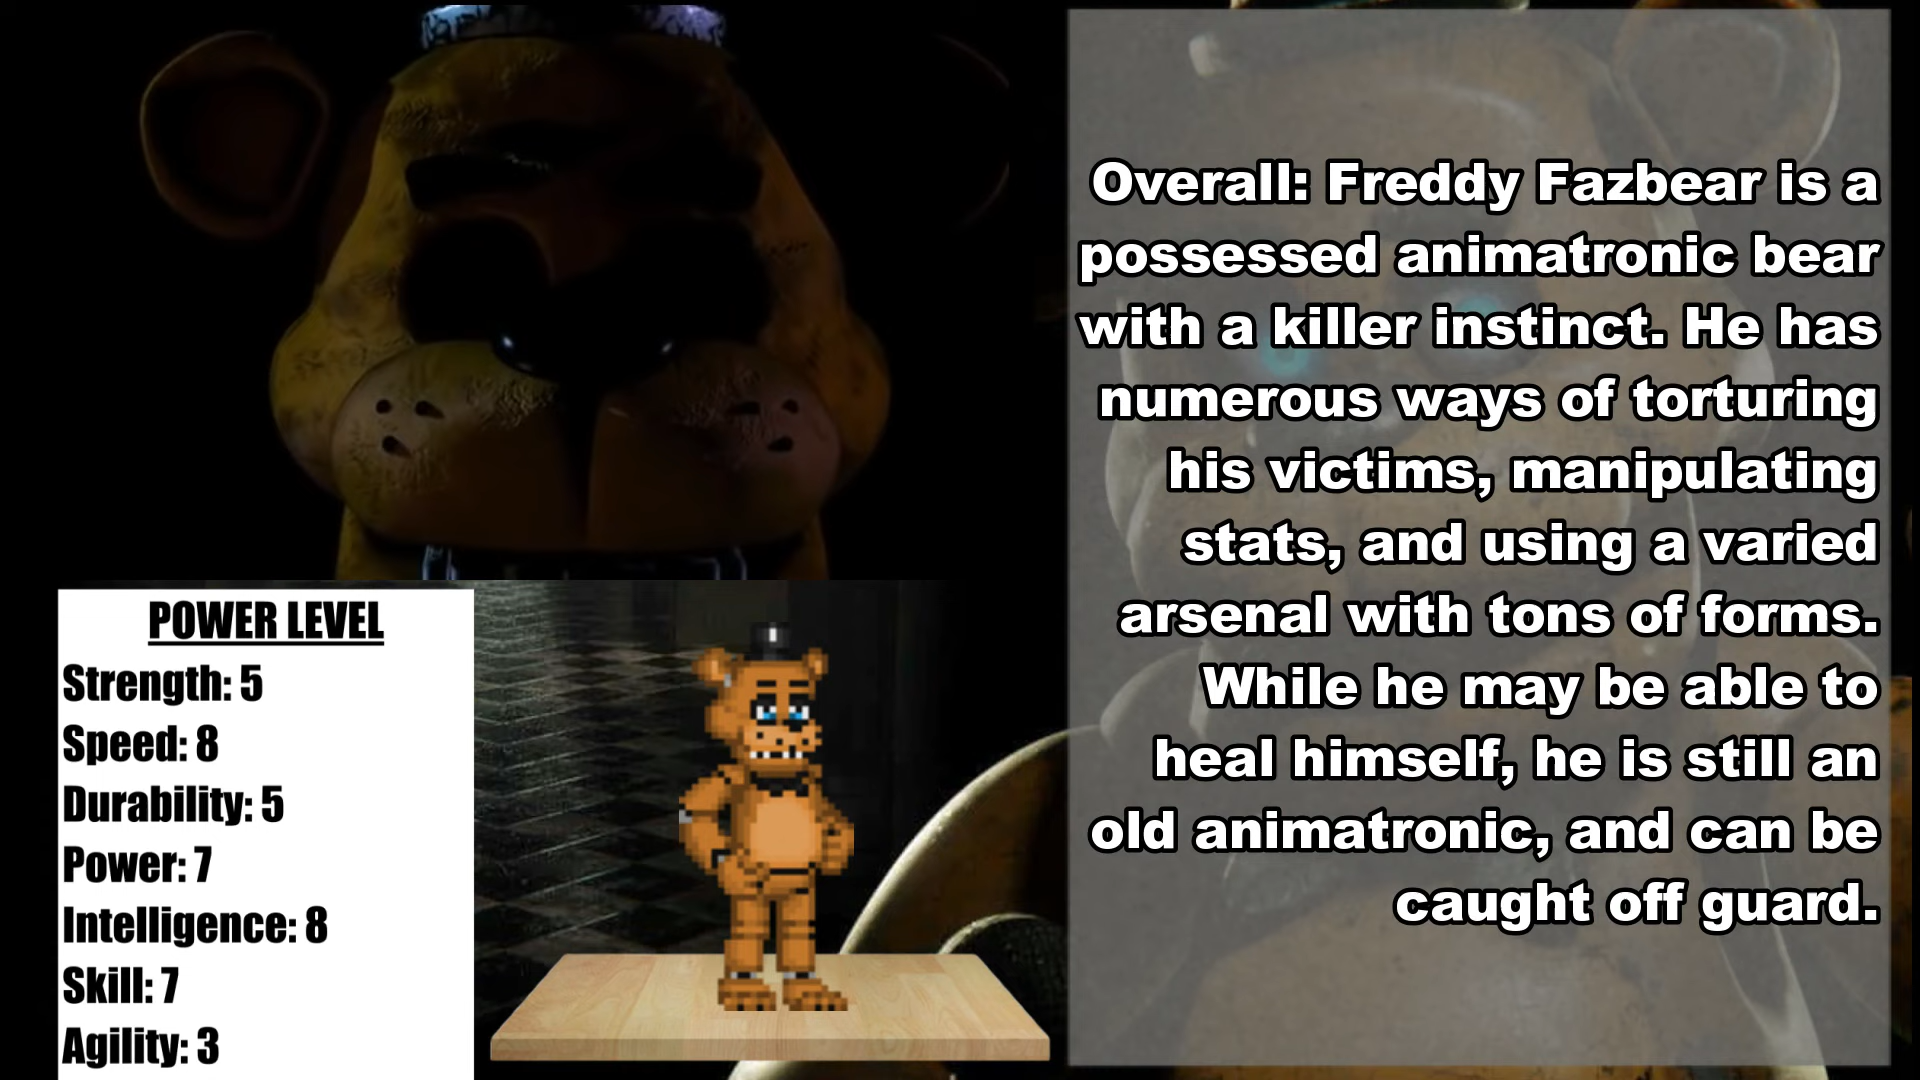 Overall: Freddy Fazbear is a
possessed animatronic bear
with a killer instinct. He has
numerous ways of torturing
his victims, manipulating
stats, and using a varied
arsenal with tons of forms.
While he may be able to
heal himself, he is still an
old animatronic, and can be
caught off guard.
POWER LEVEL
Strength: 5
Speed: 8
Durability: 5
Power: 7
Intelligence: 8
Skill: 7
Agility: 3